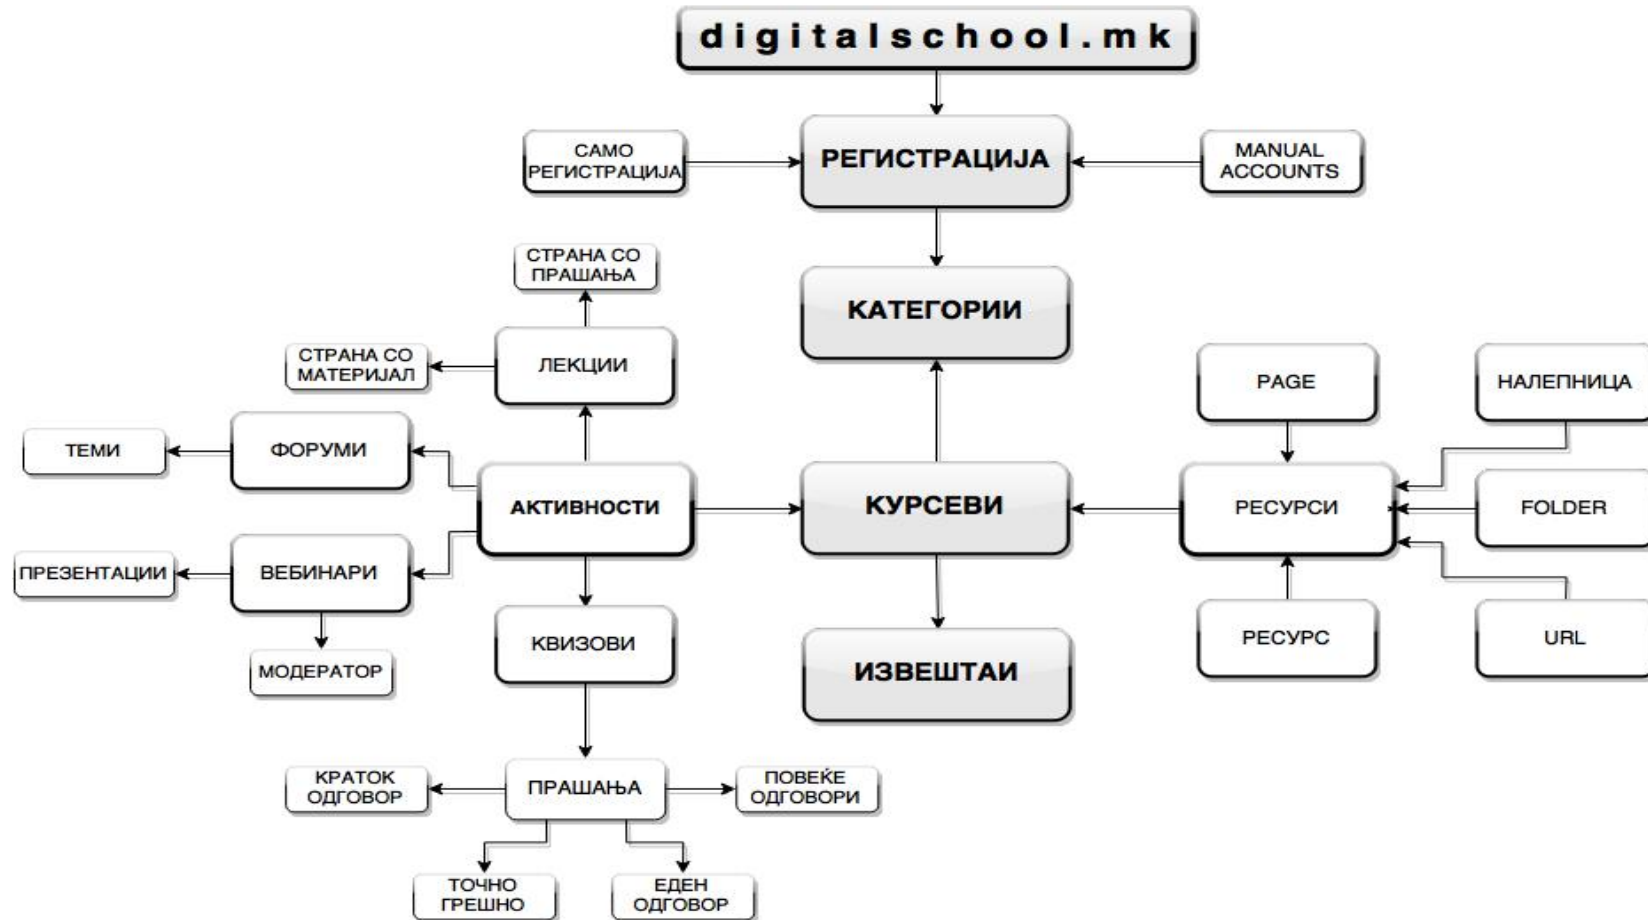 digitalschool.mk
САМО
РЕГИСТРАЦИЈА
РЕГИСТРАЦИЈА
MANUAL
ACCOUNTS
СТРАНА СО
ПРАШАЊА
КАТЕГОРИИ
СТРАНА СО
МАТЕРИЈАЛ
ЛЕКЦИИ
PAGE
НАЛЕПНИЦА
ТЕМИ
ФОРУМИ
АКТИВНОСТИ
КУРСЕВИ
РЕСУРСИ
FOLDER
ПРЕЗЕНТАЦИИ
ВЕБИНАРИ
МОДЕРАТОР
КВИЗОВИ
ИЗВЕШТАИ
РЕСУРС
URL
КРАТОК
ОДГОВОР
ПРАШАЊА
ПОВЕЌЕ
ОДГОВОРИ
ТОЧНО
ГРЕШНО
ЕДЕН
ОДГОВОР